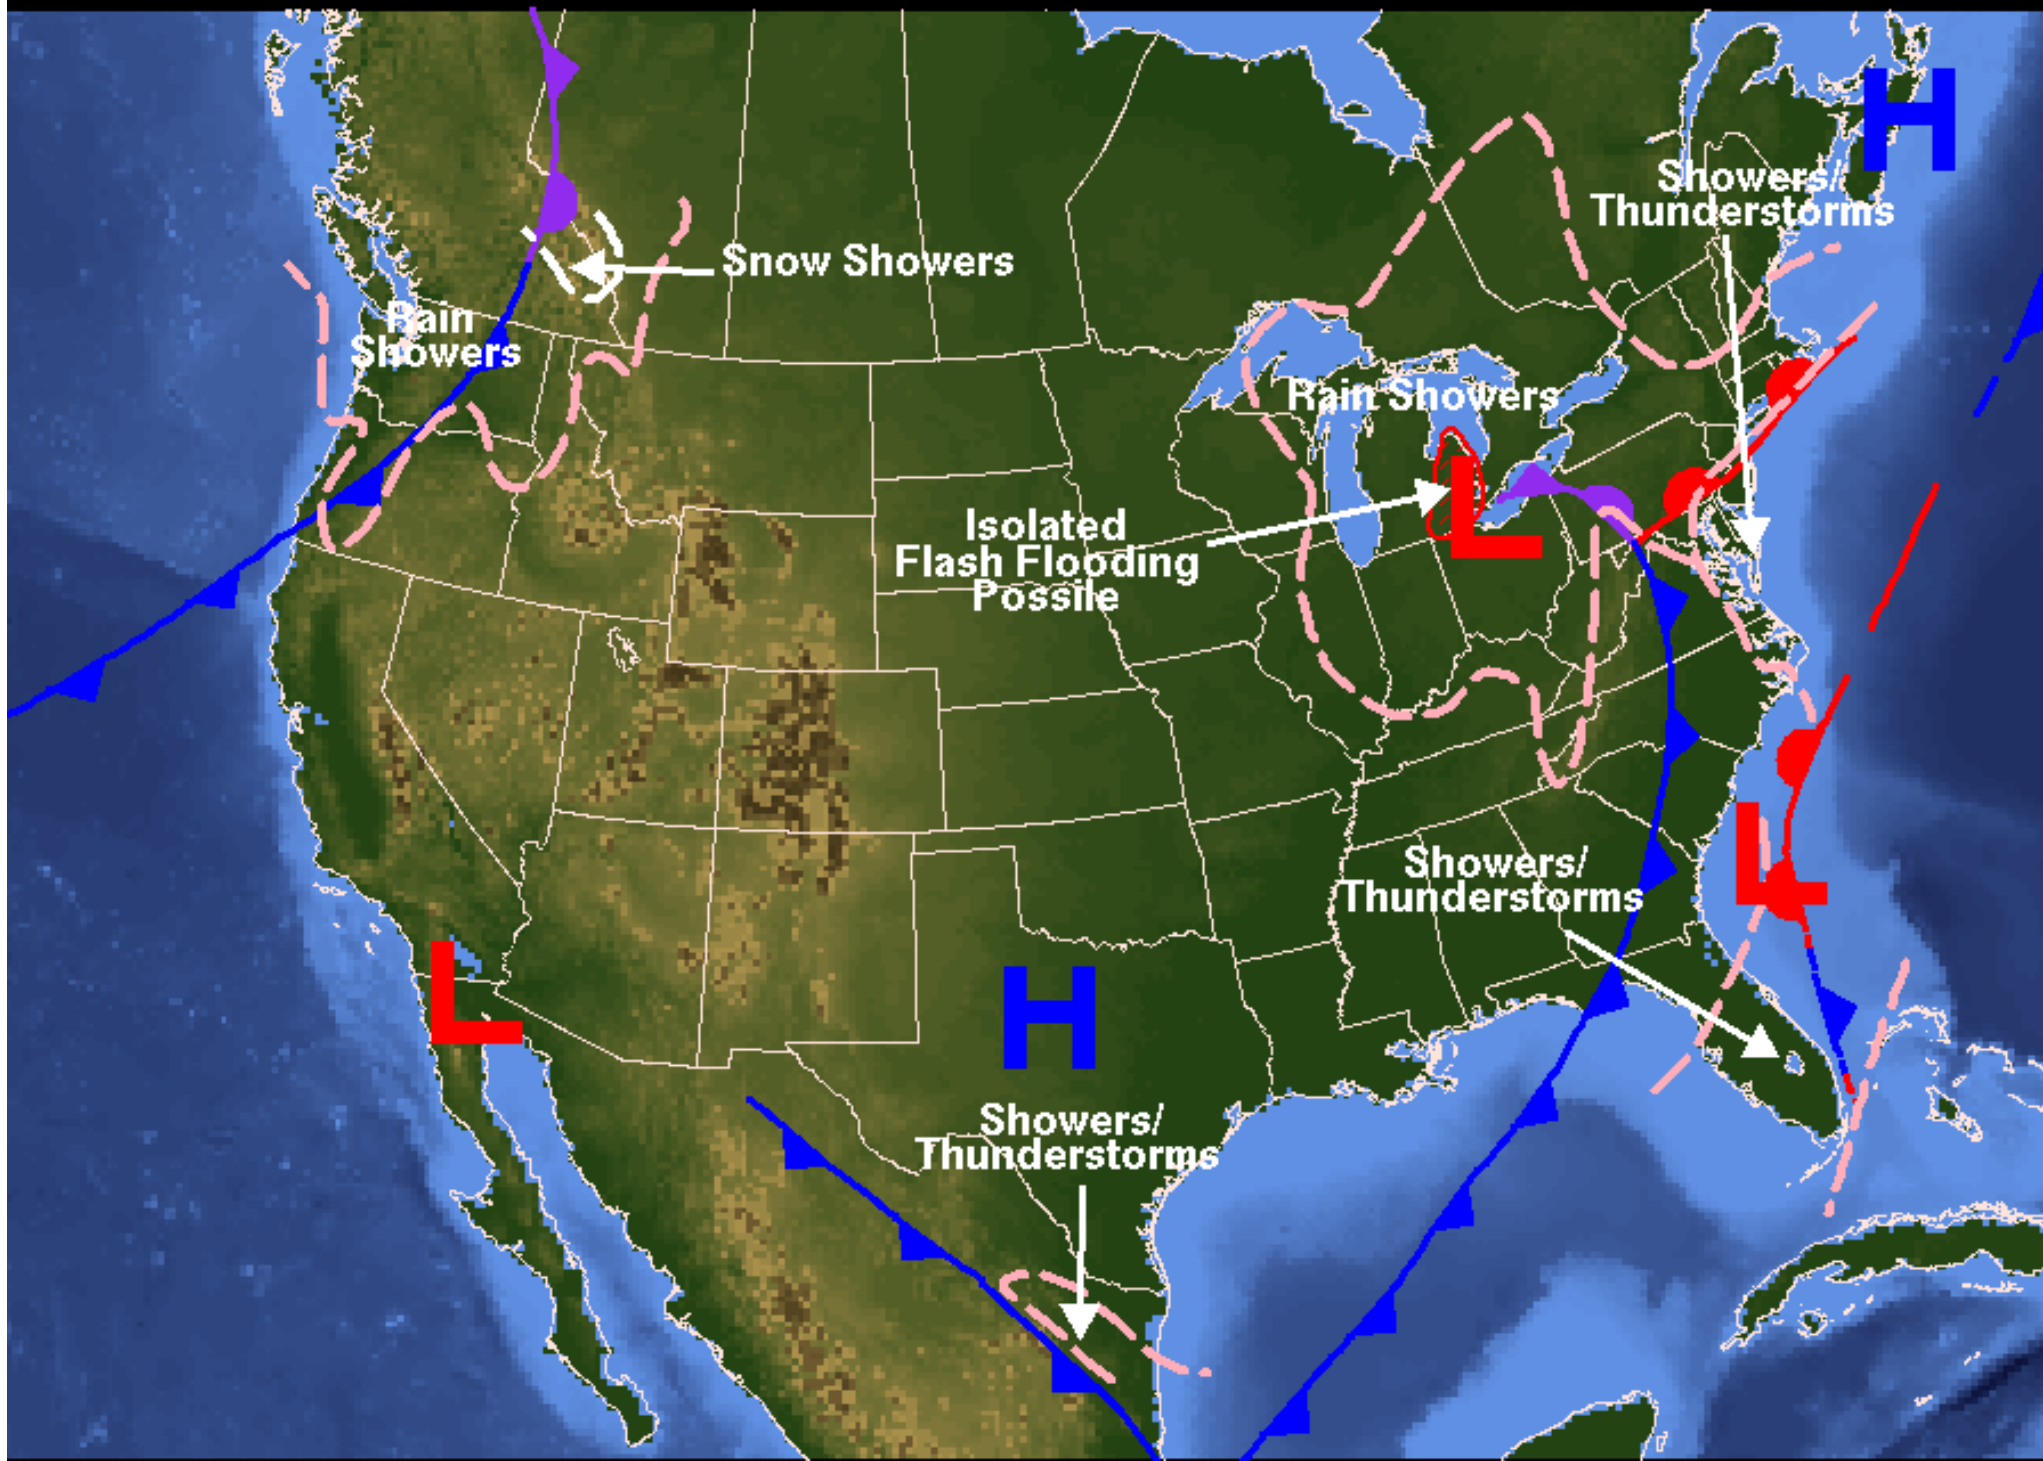 H
Showers/
Thunderstorms
Snow Showers
Rain
Showers
Rain Showers
L
Isolated
Flash Flooding
Possile
Showers/
Thunderstorms
L
L
H
Showers/
Thunderstorms